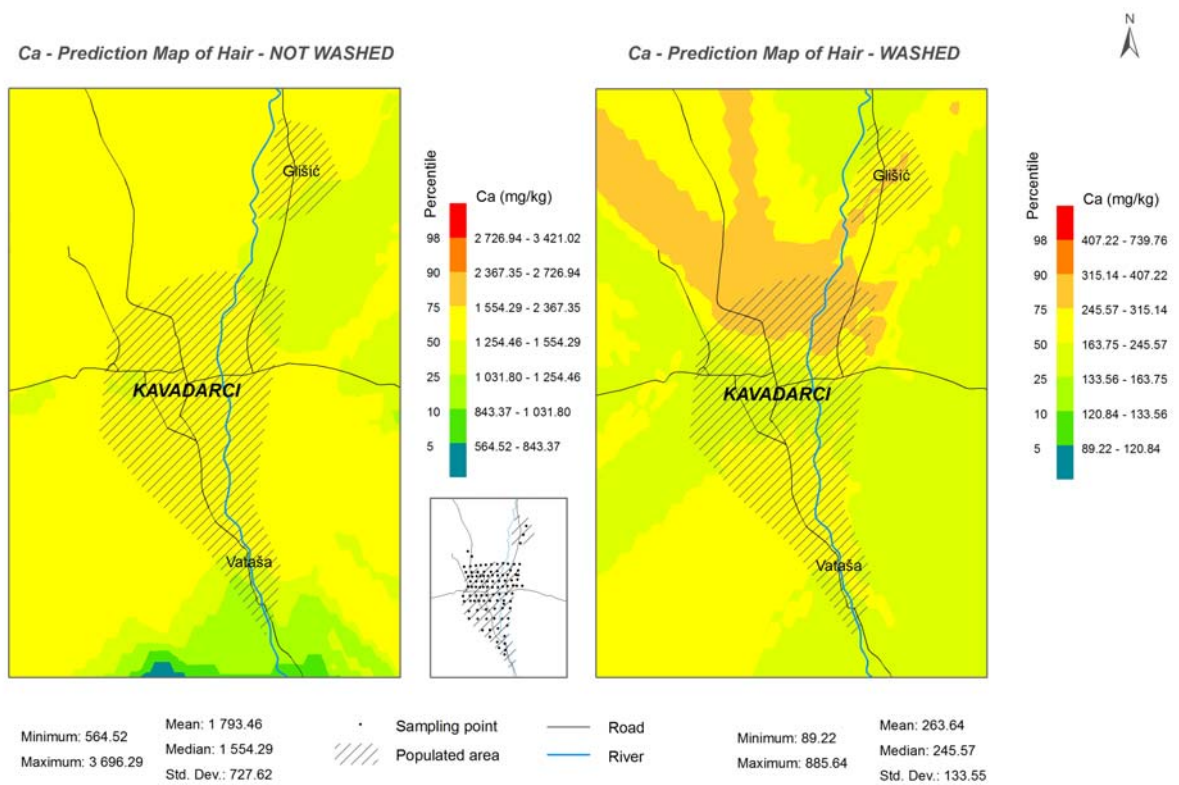 N
Ca - Prediction Map of Hair - NOT WASHED
Ca - Prediction Map of Hair - WASHED
Glišić
KAVADARCI
Vataša
Percentile
Ca (mg/kg)
98
2 726.94 - 3 421.02
90
2 367.35 - 2 726.94
75
1 554.29 - 2 367.35
50
1 254.46 - 1 554.29
25
1 031.80 - 1 254.46
10
843.37 - 1 031.80
5
564.52 - 843.37
Glišić
KAVADARCI
Vataša
Percentile
Ca (mg/kg)
98
407.22 - 739.76
90
315.14 - 407.22
75
245.57 - 315.14
50
163.75 - 245.57
25
133.56 - 163.75
10
120.84 - 133.56
5
89.22 - 120.84
Minimum: 564.52
Maximum: 3 696.29
Mean: 1 793.46
Median: 1 554.29
Std. Dev.: 727.62
Sampling point
Populated area
Road
River
Minimum: 89.22
Maximum: 885.64
Mean: 263.64
Median: 245.57
Std. Dev.: 133.55